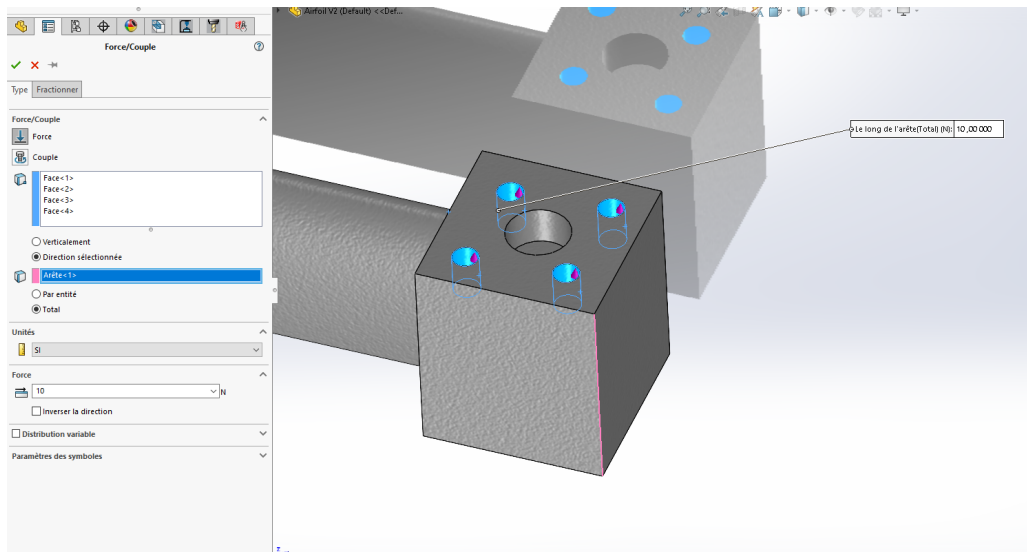 Airfoil V2 (Default) <<Def...
Force/Couple
Type
Fractionner
Force/Couple
Force
Couple
Face<1>
Face<2>
Face<3>
Face<4>
Verticalement
Direction sélectionnée
Arête<1>
Par entité
Total
Unités
SI
Force
10
N
Inverser la direction
Distribution variable
Paramètres des symboles
Le long de l'arête(Total) (N): 10 ,00 000
z